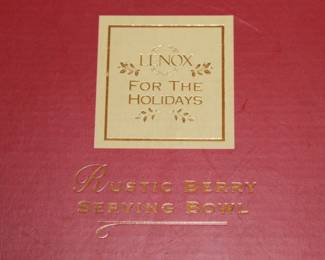 LENOX
FOR THE
HOLIDAYS
RUSTIC BERRY
SERVING BOWL